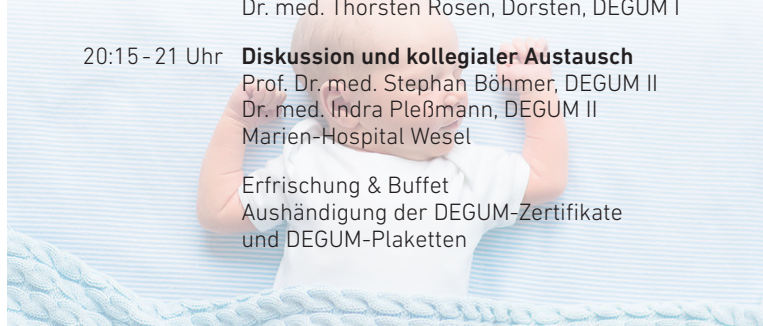 Dr. med. Thorsten Rosen, Dorsten, DEGUM I
20:15 - 21 Uhr Diskussion und kollegialer Austausch
Prof. Dr. med. Stephan Böhmer, DEGUM II
Dr. med. Indra Pleßmann, DEGUM II
Marien-Hospital Wesel
Erfrischung & Buffet
Aushändigung der DEGUM-Zertifikate
und DEGUM-Plaketten